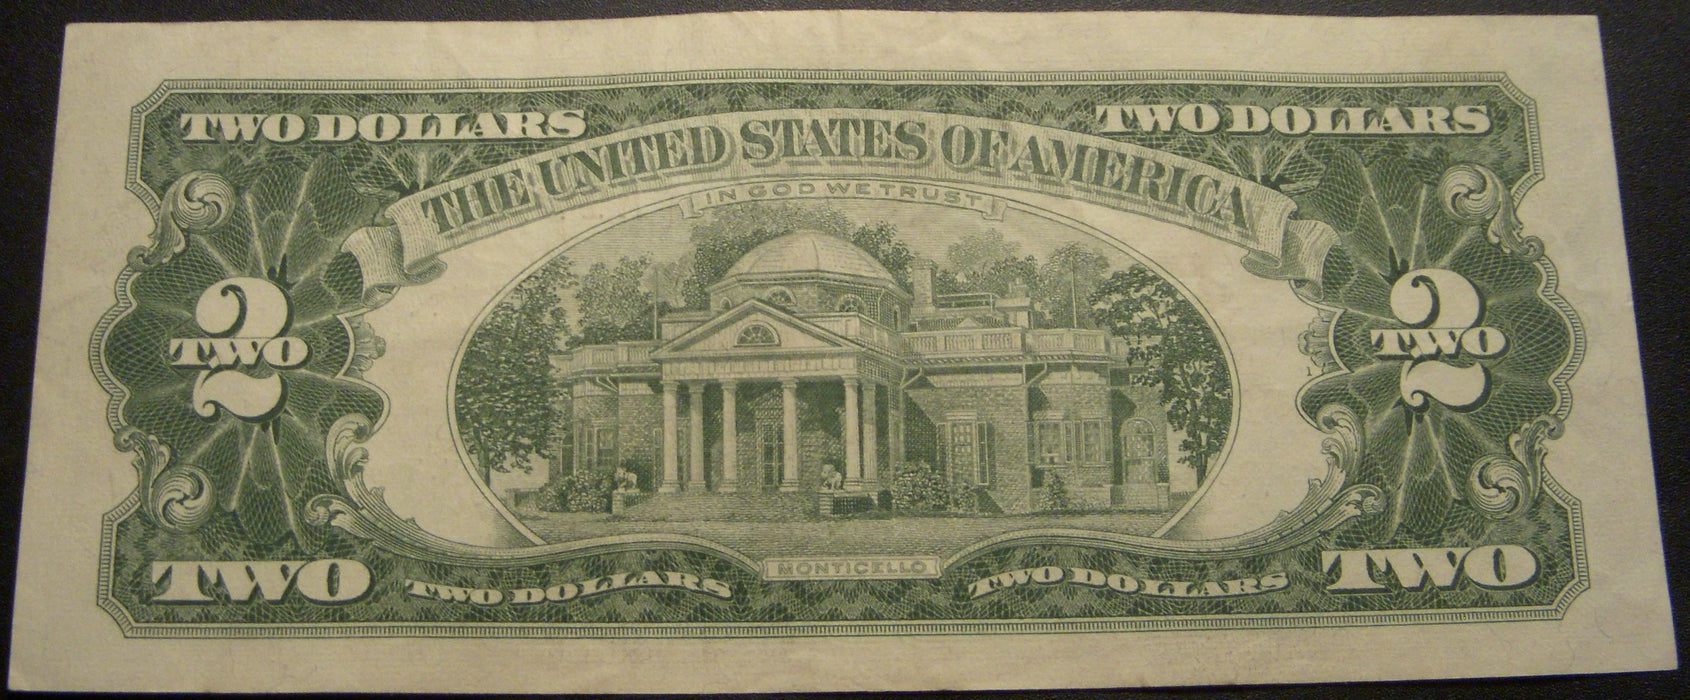 TWO DOLLARS
TWO DOLLARS
THE UNITED STATES OF AMERICA
IN GOD WE TRUST
2
TWO
2
TWO
1
TWO
TWO DOLLARS
MONTICELLO
TWO DOLLARS
TWO